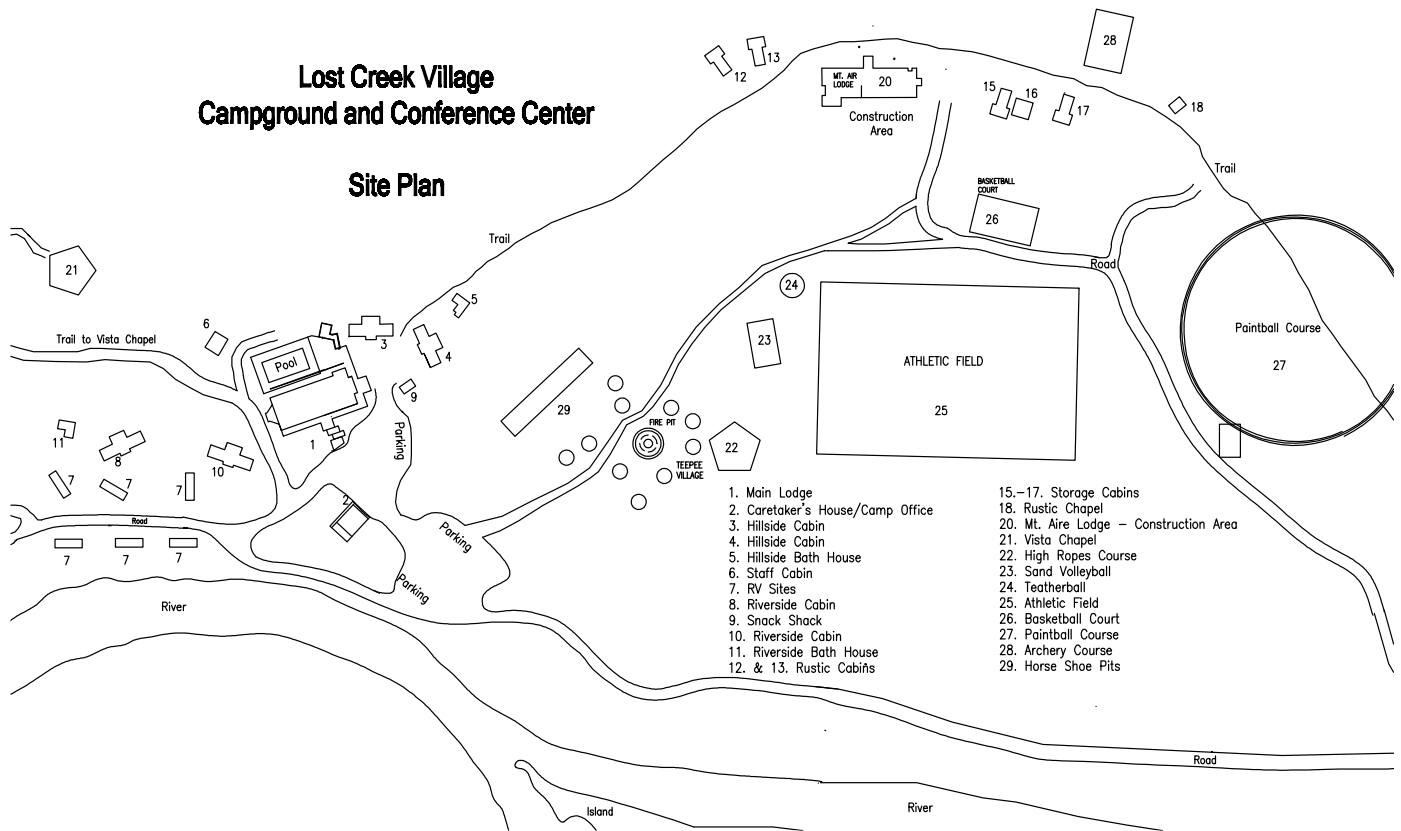 Lost Creek Village
Campground and Conference Center
Site Plan
12
13
MT. AIR
LODGE
20
Construction
Area
15
16
17
28
18
Trail
BASKETBALL
COURT
26
Road
Trail
21
24
23
ATHLETIC FIELD
25
Paintball Course
27
6
Trail to Vista Chapel
Pool
3
4
5
9
29
FIRE PIT
TEEPEE
VILLAGE
22
11
8
10
1
Parking
7
7
7
2
Road
Parking
7
7
7
Parking
River
1. Main Lodge
2. Caretaker's House/Camp Office
3. Hillside Cabin
4. Hillside Cabin
5. Hillside Bath House
6. Staff Cabin
7. RV Sites
8. Riverside Cabin
9. Snack Shack
10. Riverside Cabin
11. Riverside Bath House
12. & 13. Rustic Cabins
15.-17. Storage Cabins
18. Rustic Chapel
20. Mt. Aire Lodge - Construction Area
21. Vista Chapel
22. High Ropes Course
23. Sand Volleyball
24. Teatherball
25. Athletic Field
26. Basketball Court
27. Paintball Course
28. Archery Course
29. Horse Shoe Pits
Road
Island
River